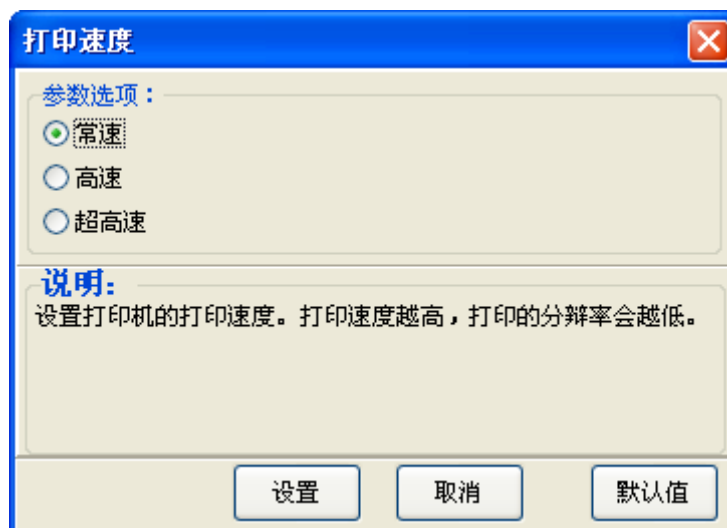 打印速度
参数选项：
常速
高速
超高速
说明：
设置打印机的打印速度。打印速度越高，打印的分辩率会越低。
设置
取消
默认值